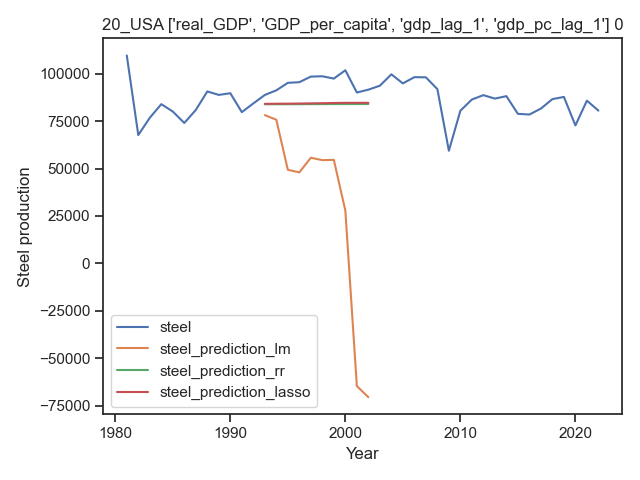 20_USA ['real_GDP', 'GDP_per_capita', 'gdp_lag_1', 'gdp_pc_lag_1'] 0
100000
75000
50000
25000
0
−25000
−50000
−75000
Steel production
steel
steel_prediction_lm
steel_prediction_rr
steel_prediction_lasso
1980 1990 2000 2010 2020
Year